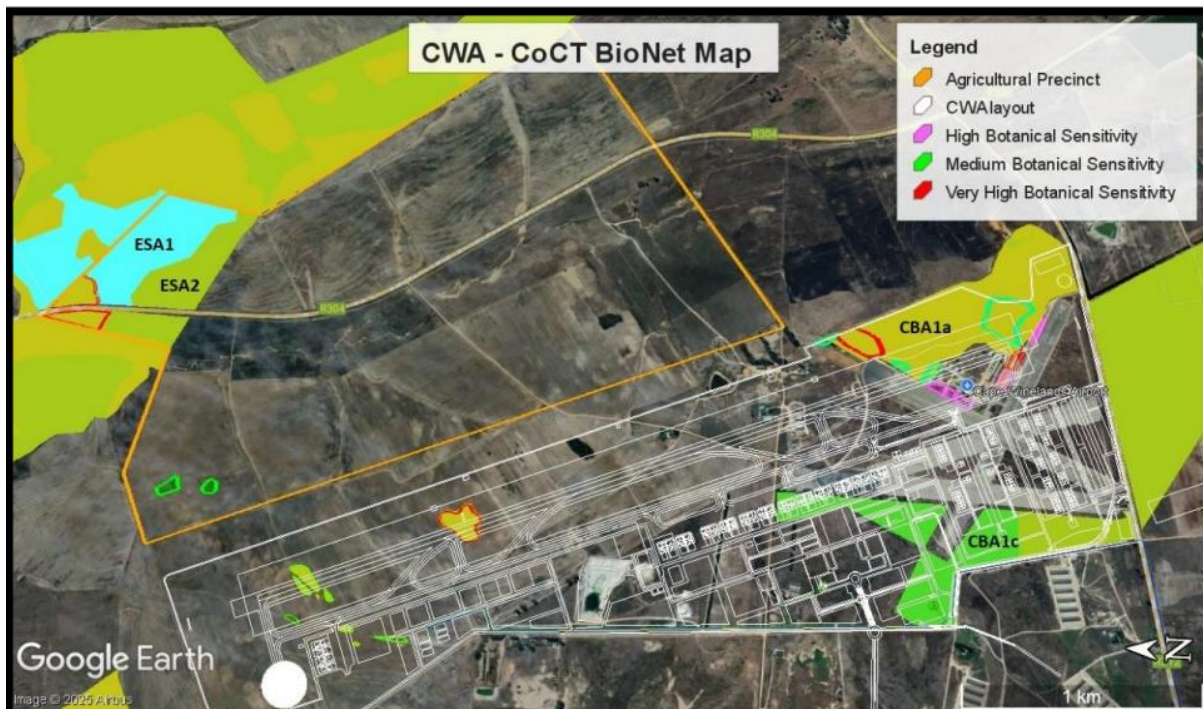 CWA - CoCT BioNet Map
Legend
Agricultural Precinct
CWAlayout
High Botanical Sensitivity
Medium Botanical Sensitivity
Very High Botanical Sensitivity
R304
ESA1
ESA2
R304
CBA1a
CBA1c
Google Earth
Image © 2025 Airbus
N
1 km